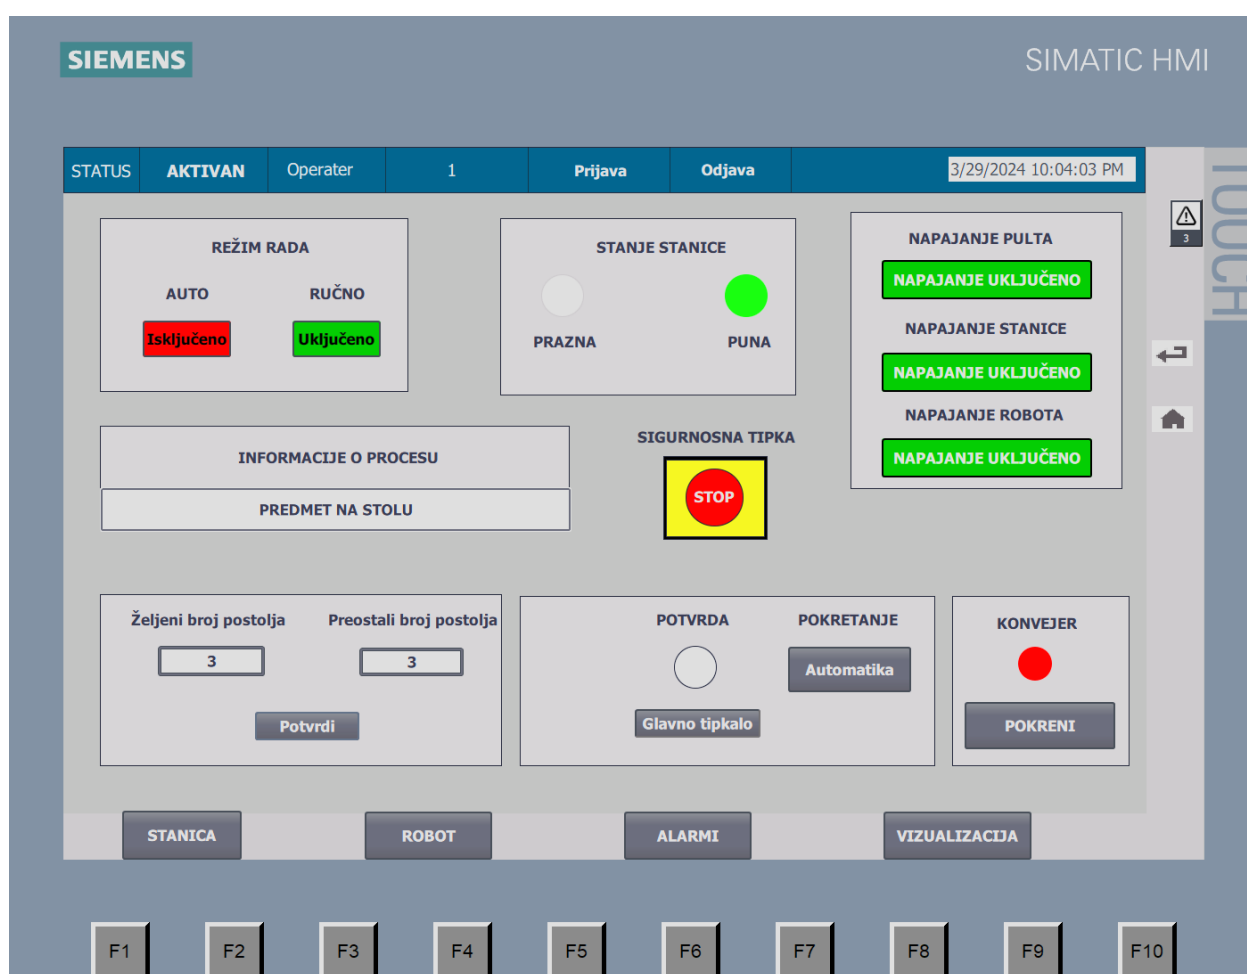 SIEMENS
SIMATIC HMI
TOUCH
STATUS AKTIVAN Operater 1 Prijava Odjava 3/29/2024 10:04:03 PM
3
REŽIM RADA
AUTO RUČNO
Isključeno Uključeno
STANJE STANICE
PRAZNA PUNA
NAPAJANJE PULTA
NAPAJANJE UKLJUČENO
NAPAJANJE STANICE
NAPAJANJE UKLJUČENO
NAPAJANJE ROBOTA
NAPAJANJE UKLJUČENO
INFORMACIJE O PROCESU
PREDMET NA STOLU
SIGURNOSNA TIPKA
STOP
Željeni broj postolja Preostali broj postolja
3 3
Potvrdi
POTVRDA POKRETANJE
Automatika
Glavno tipkalo
KONVEJER
POKRENI
STANICA ROBOT ALARMI VIZUALIZACIJA
F1 F2 F3 F4 F5 F6 F7 F8 F9 F10